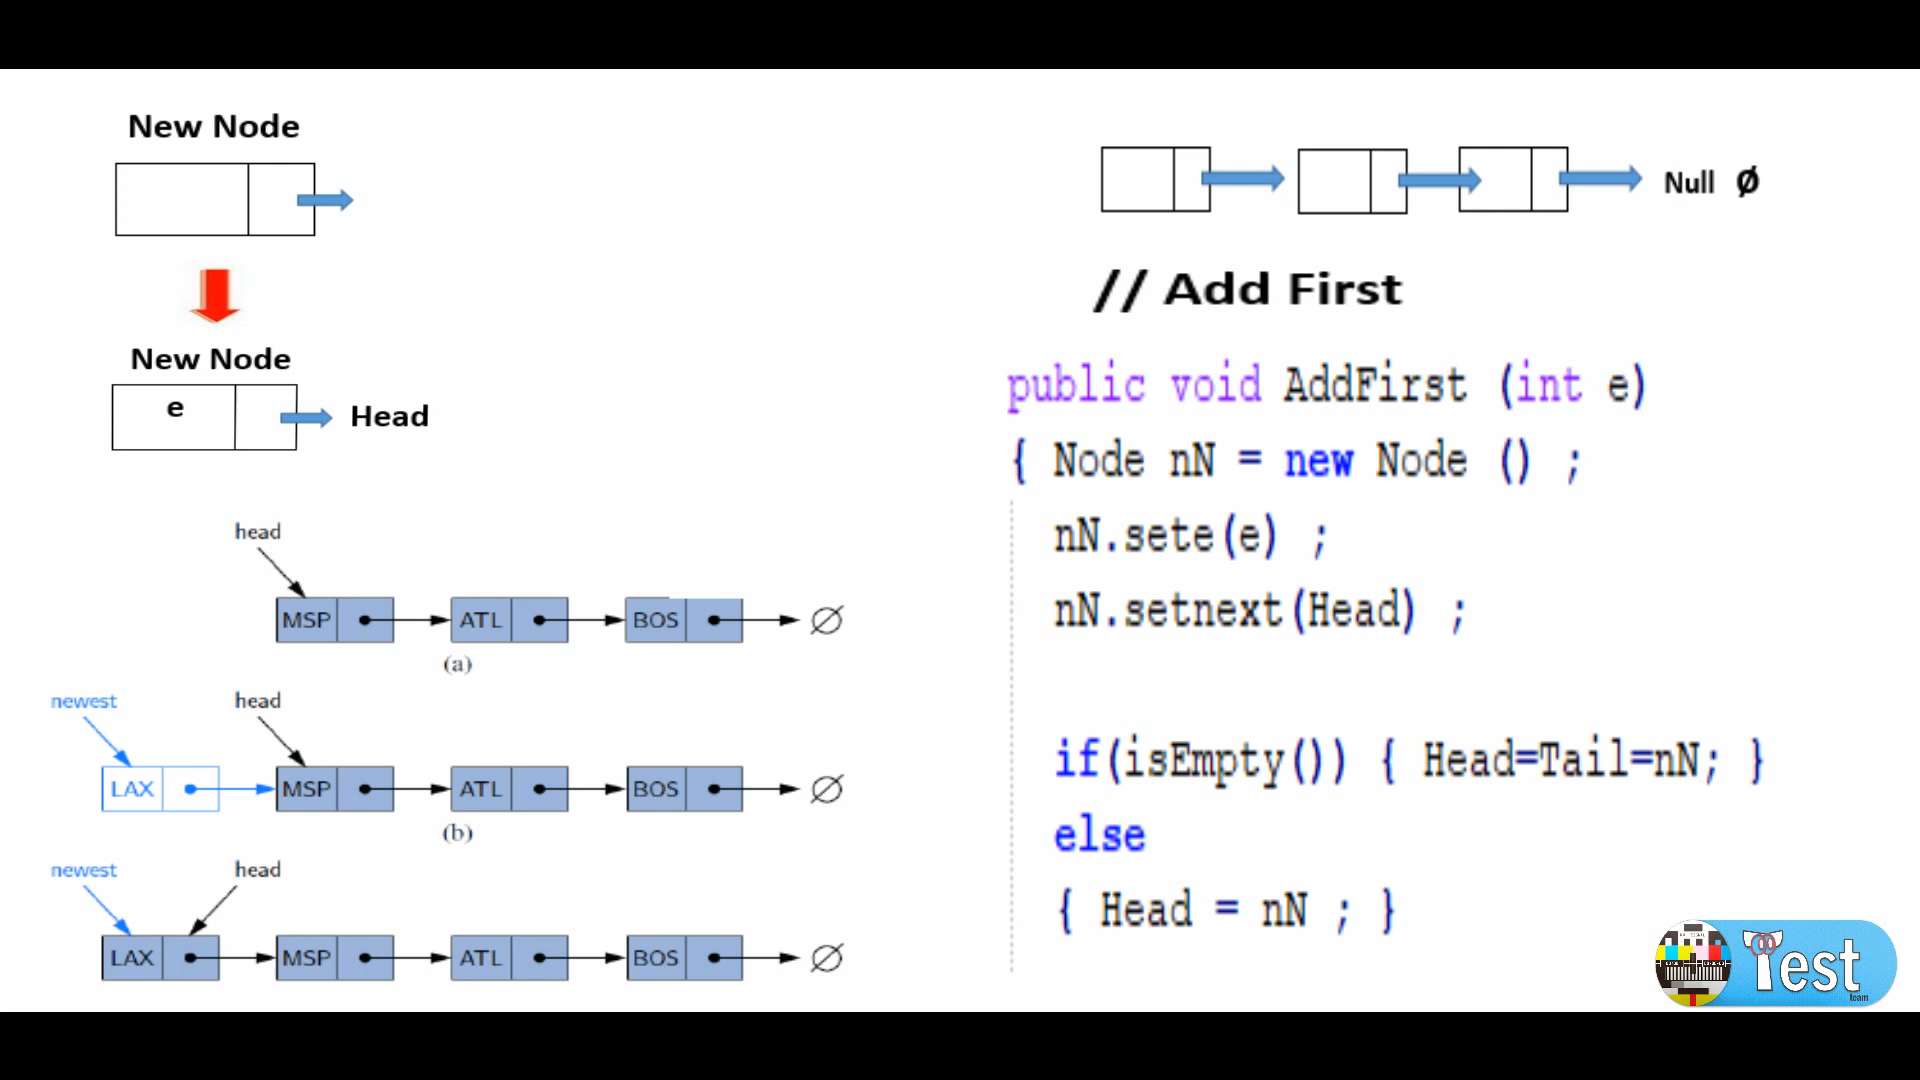 New Node
New Node
e
Head
head
MSP ATL BOS ∅
(a)
newest head
LAX MSP ATL BOS ∅
(b)
newest head
LAX MSP ATL BOS ∅
Null Ø
// Add First
public void AddFirst (int e)
{ Node nN = new Node () ;
nN.sete(e) ;
nN.setnext(Head) ;
if(isEmpty()) { Head=Tail=nN; }
else
{ Head = nN ; }
Test
team